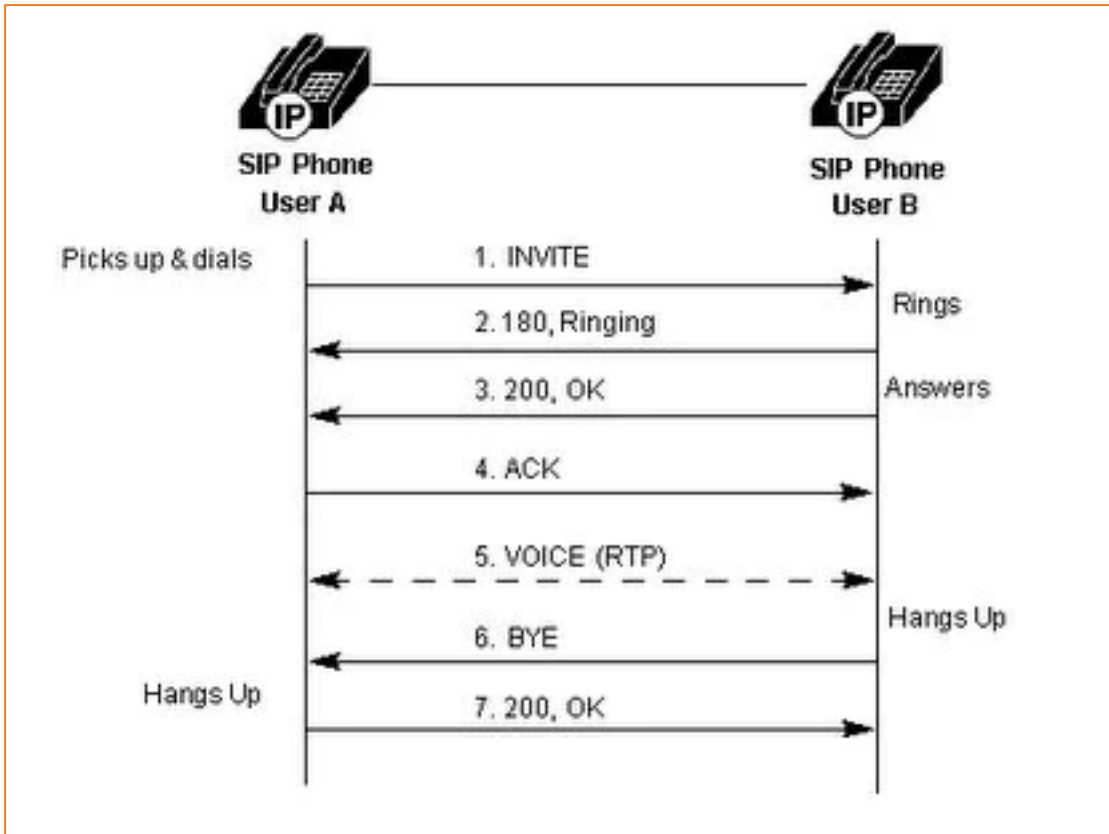 IP
IP
SIP Phone
User A
SIP Phone
User B
Picks up & dials
1. INVITE
Rings
2. 180, Ringing
3. 200, OK
Answers
4. ACK
5. VOICE (RTP)
Hangs Up
6. BYE
Hangs Up
7. 200, OK